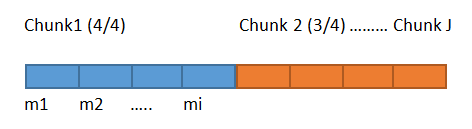 Chunk1 (4/4) Chunk 2 (3/4) ......... Chunk J
m1 m2 ..... mi